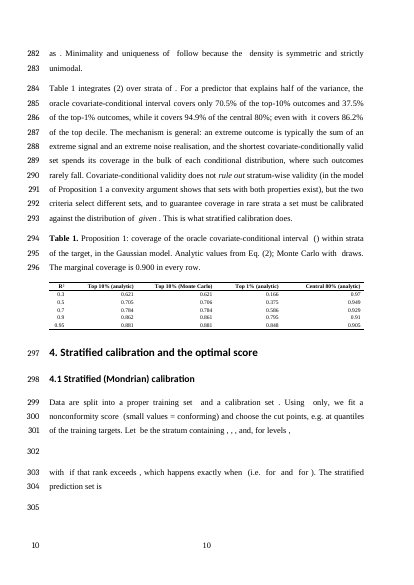 282 as . Minimality and uniqueness of follow because the density is symmetric and strictly
283 unimodal.
284 Table 1 integrates (2) over strata of . For a predictor that explains half of the variance, the
285 oracle covariate-conditional interval covers only 70.5% of the top-10% outcomes and 37.5%
286 of the top-1% outcomes, while it covers 94.9% of the central 80%; even with it covers 86.2%
287 of the top decile. The mechanism is general: an extreme outcome is typically the sum of an
288 extreme signal and an extreme noise realisation, and the shortest covariate-conditionally valid
289 set spends its coverage in the bulk of each conditional distribution, where such outcomes
290 rarely fall. Covariate-conditional validity does not rule out stratum-wise validity (in the model
291 of Proposition 1 a convexity argument shows that sets with both properties exist), but the two
292 criteria select different sets, and to guarantee coverage in rare strata a set must be calibrated
293 against the distribution of given . This is what stratified calibration does.
294 Table 1. Proposition 1: coverage of the oracle covariate-conditional interval () within strata
295 of the target, in the Gaussian model. Analytic values from Eq. (2); Monte Carlo with draws.
296 The marginal coverage is 0.900 in every row.
R² Top 10% (analytic) Top 10% (Monte Carlo) Top 1% (analytic) Central 80% (analytic)
0.3 0.621 0.621 0.166 0.97
0.5 0.705 0.706 0.375 0.949
0.7 0.784 0.784 0.586 0.929
0.9 0.862 0.861 0.795 0.91
0.95 0.881 0.881 0.848 0.905
297 4. Stratified calibration and the optimal score
298 4.1 Stratified (Mondrian) calibration
299 Data are split into a proper training set and a calibration set . Using only, we fit a
300 nonconformity score (small values = conforming) and choose the cut points, e.g. at quantiles
301 of the training targets. Let be the stratum containing , , , and, for levels ,
302
303 with if that rank exceeds , which happens exactly when (i.e. for and for ). The stratified
304 prediction set is
305
10 10